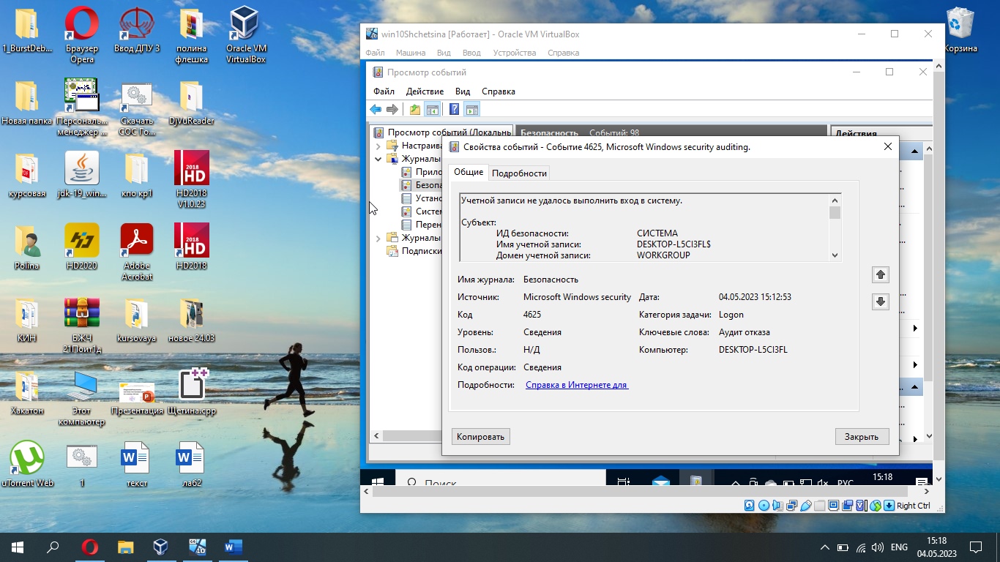 1_BurstDeb...
Браузер
Opera
Ввод ДПУ 3
полина
флешка
Oracle VM
VirtualBox
Новая папка
Персональ...
менеджер ...
Скачать
СОС Го...
DjVuReader
курсовая
jdk-19_win...
кпо кр1
HD2018
V1.0.23
Polina
HD2020
Adobe
Acrobat
HD2018
КИН
БЖЧ
21Поит1д
kursovaya
новое 24.03
Хакатон
Этот
компьютер
Презентация
Щетина.cpp
uTorrent Web
1
текст
ла62
Корзина
win10Shchetsina [Работает] - Oracle VM VirtualBox
Файл Машина Вид Ввод Устройства Справка
Просмотр событий
Файл Действие Вид Справка
Просмотр событий (Локальнь
Безопасность Событий: 98
Действия
Настраива
Журналы
Прило
Безопа
Устано
Систем
Перен
Журналы
Подписки
Свойства событий - Событие 4625, Microsoft Windows security auditing.
Общие Подробности
Учетной записи не удалось выполнить вход в систему.
Субъект:
ИД безопасности: СИСТЕМА
Имя учетной записи: DESKTOP-L5CI3FL$
Домен учетной записи: WORKGROUP
Имя журнала: Безопасность
Источник: Microsoft Windows security Дата: 04.05.2023 15:12:53
Код 4625 Категория задачи: Logon
Уровень: Сведения Ключевые слова: Аудит отказа
Пользов.: Н/Д Компьютер: DESKTOP-L5CI3FL
Код операции: Сведения
Подробности: Справка в Интернете для
Копировать Закрыть
Поиск
РУС 15:18
Right Ctrl
ENG 15:18
04.05.2023